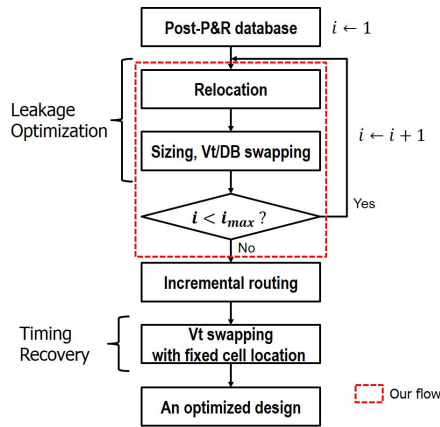 Post-P&R database
i ← 1
Leakage
Optimization
Relocation
Sizing, Vt/DB swapping
i ← i + 1
i < i_max ?
Yes
No
Incremental routing
Timing
Recovery
Vt swapping
with fixed cell location
An optimized design
Our flow